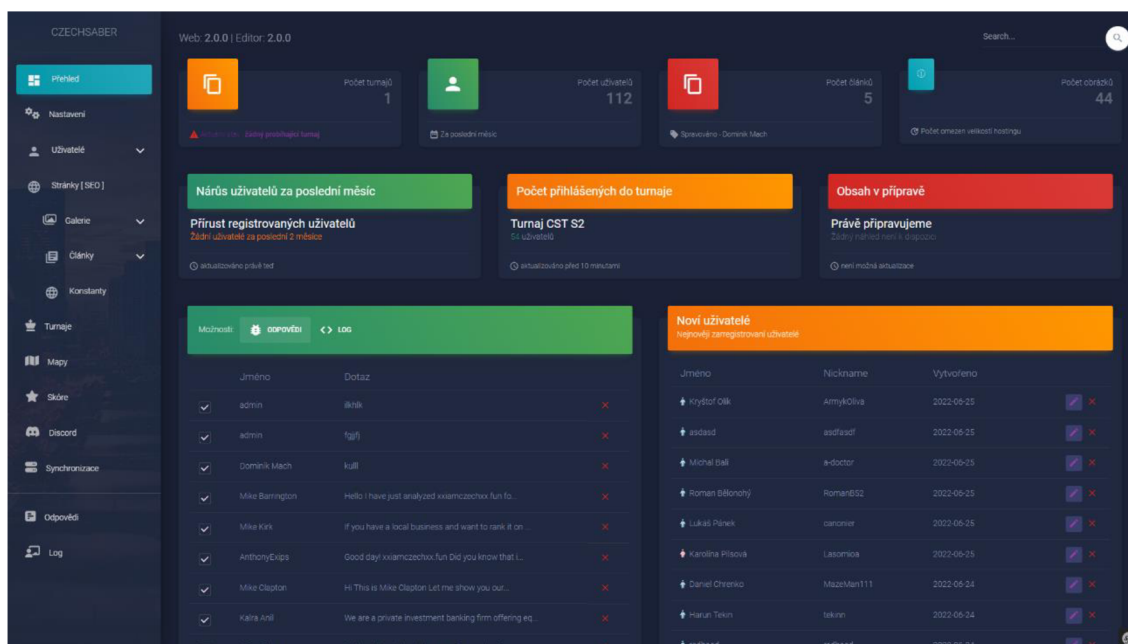 CZECHSABER
Web: 2.0.0 | Editor: 2.0.0
Search...
Přehled
Nastavení
Uživatelé
Stránky [ SEO ]
Galerie
Články
Konstanty
Turnaje
Mapy
Skóre
Discord
Synchronizace
Odpovědi
Log
Počet turnajů
1
Žádný probíhající turnaj
Počet uživatelů
112
Za poslední měsíc
Počet článků
5
Spravováno - Dominik Mach
Počet obrázků
44
Počet omezen velikostí hostingu
Nárůs uživatelů za poslední měsíc
Přírust registrovaných uživatelů
Žádní uživatelé za poslední 2 měsíce
aktualizováno právě teď
Počet přihlášených do turnaje
Turnaj CST S2
54 uživatelů
aktualizováno před 10 minutami
Obsah v přípravě
Právě připravujeme
Žádný náhled není k dispozici
není možná aktualizace
Možnosti: ODPOVĚDI <> LOG
Jméno Dotaz
admin ilkhlk
admin fgjfj
Dominik Mach kulll
Mike Barrington Hello I have just analyzed xxiamczechxx.fun fo...
Mike Kirk If you have a local business and want to rank it on ...
AnthonyExips Good day! xxiamczechxx.fun Did you know that i...
Mike Clapton Hi This is Mike Clapton Let me show you our...
Kalra Anil We are a private investment banking firm offering eq...
Noví uživatelé
Nejnověji zarregistrovaní uživatelé
Jméno Nickname Vytvořeno
Kryštof Olik ArmykOliva 2022-06-25
asdasd asdfasdf 2022-06-25
Michal Ball a-doctor 2022-06-25
Roman Bělonohý RomanBS2 2022-06-25
Lukáš Pánek canonier 2022-06-25
Karolína Pilsová Lasomioa 2022-06-25
Daniel Chrenko MazeMan111 2022-06-24
Harun Tekin tekinn 2022-06-24